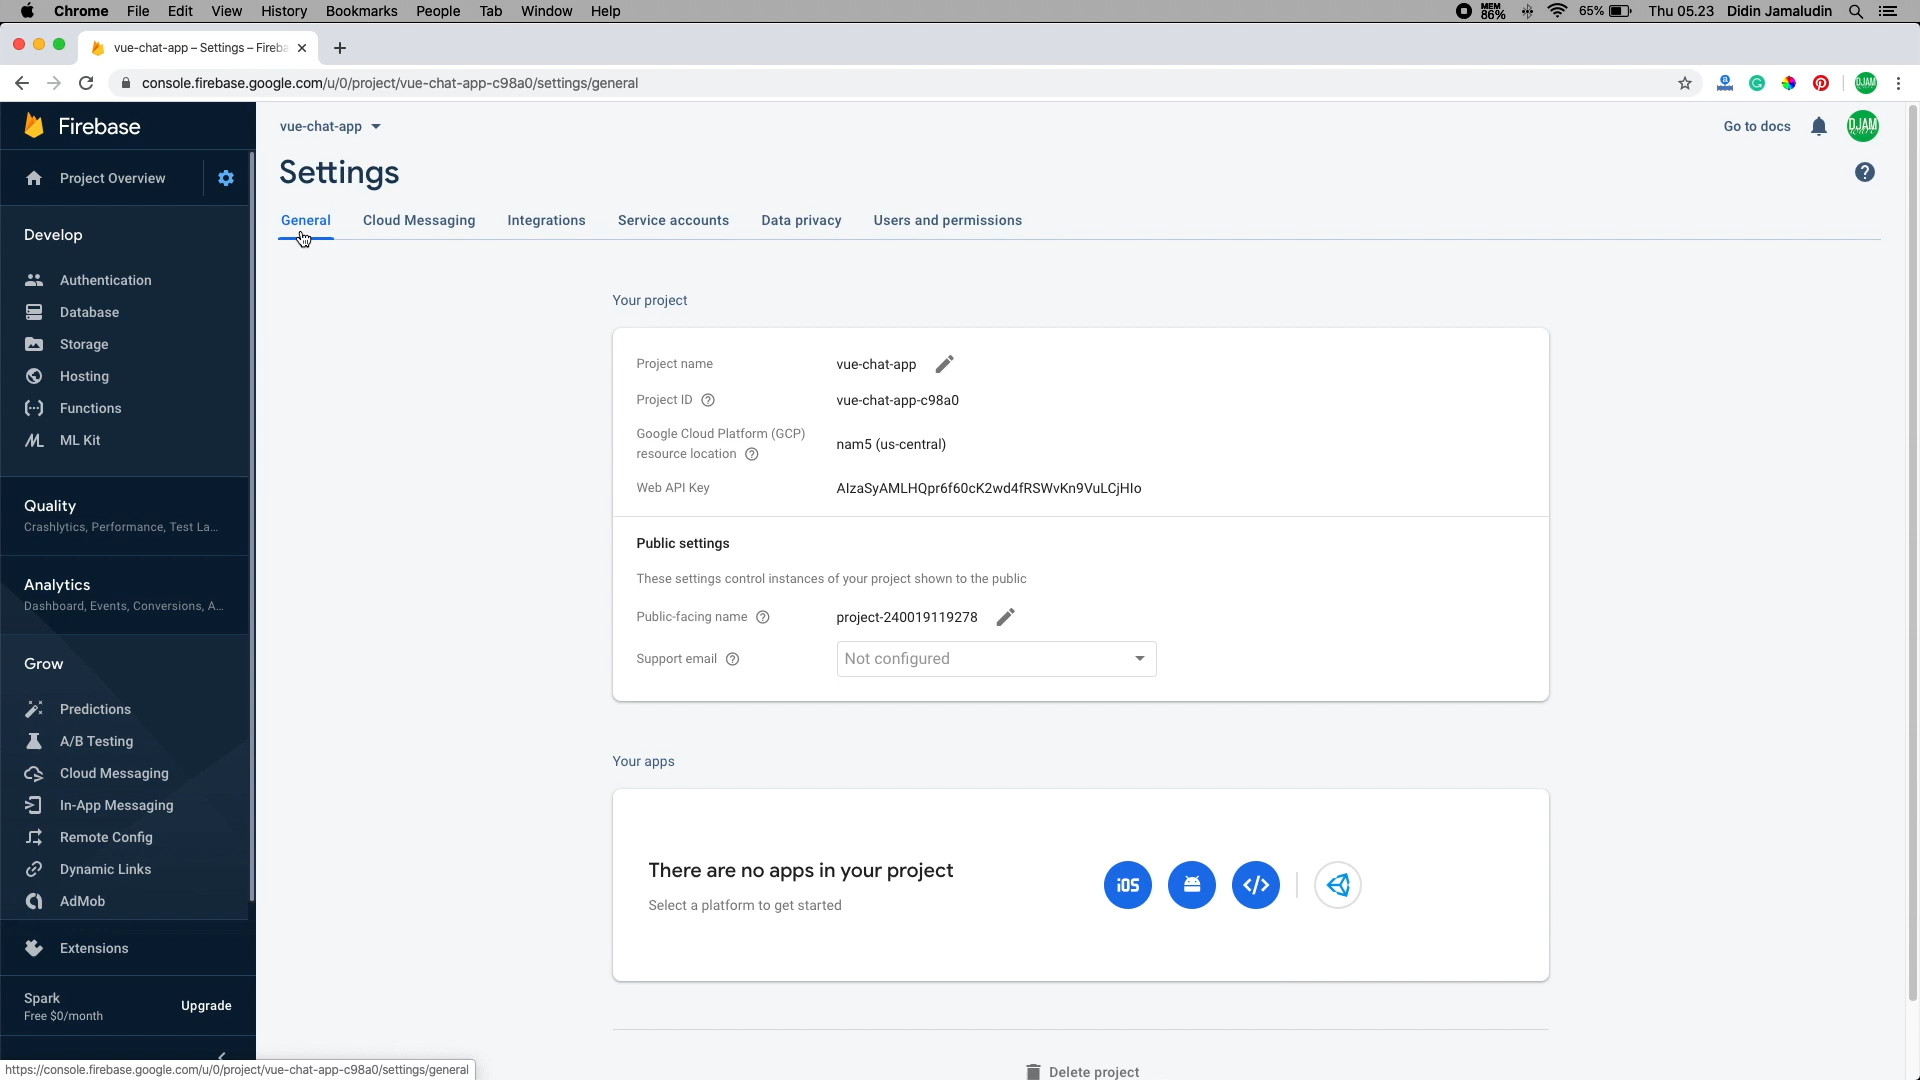 Chrome File Edit View History Bookmarks People Tab Window Help MEM 86% 65% Thu 05.23 Didin Jamaludin
vue-chat-app – Settings – Fireba
console.firebase.google.com/u/0/project/vue-chat-app-c98a0/settings/general
Firebase
vue-chat-app
Go to docs
Project Overview
Settings
General Cloud Messaging Integrations Service accounts Data privacy Users and permissions
Develop
Authentication
Database
Storage
Hosting
Functions
ML Kit
Quality
Crashlytics, Performance, Test La...
Analytics
Dashboard, Events, Conversions, A...
Grow
Predictions
A/B Testing
Cloud Messaging
In-App Messaging
Remote Config
Dynamic Links
AdMob
Extensions
Spark
Free $0/month
Upgrade
Your project
Project name vue-chat-app
Project ID vue-chat-app-c98a0
Google Cloud Platform (GCP)
resource location nam5 (us-central)
Web API Key AIzaSyAMLHQpr6f60cK2wd4fRSWvKn9VuLCjHIo
Public settings
These settings control instances of your project shown to the public
Public-facing name project-240019119278
Support email Not configured
Your apps
There are no apps in your project
Select a platform to get started
iOS
Delete project
https://console.firebase.google.com/u/0/project/vue-chat-app-c98a0/settings/general